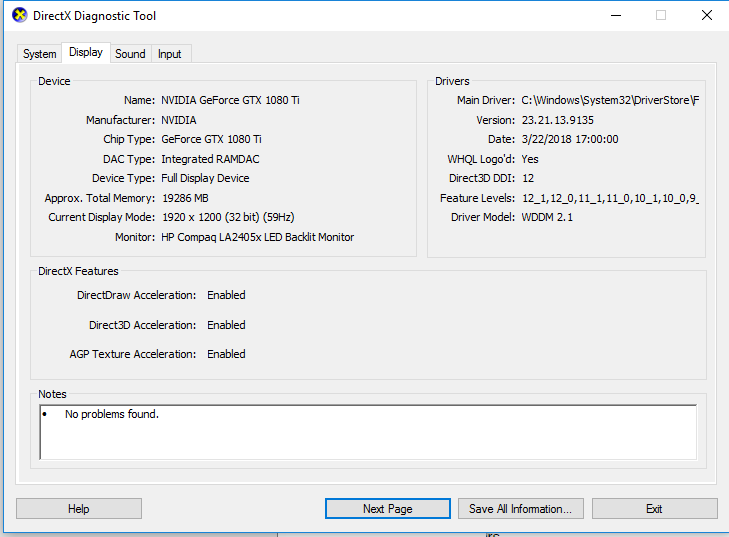 DirectX Diagnostic Tool
System Display Sound Input
Device
Name: NVIDIA GeForce GTX 1080 Ti
Manufacturer: NVIDIA
Chip Type: GeForce GTX 1080 Ti
DAC Type: Integrated RAMDAC
Device Type: Full Display Device
Approx. Total Memory: 19286 MB
Current Display Mode: 1920 x 1200 (32 bit) (59Hz)
Monitor: HP Compaq LA2405x LED Backlit Monitor
Drivers
Main Driver: C:\Windows\System32\DriverStore\F
Version: 23.21.13.9135
Date: 3/22/2018 17:00:00
WHQL Logo'd: Yes
Direct3D DDI: 12
Feature Levels: 12_1,12_0,11_1,11_0,10_1,10_0,9_
Driver Model: WDDM 2.1
DirectX Features
DirectDraw Acceleration: Enabled
Direct3D Acceleration: Enabled
AGP Texture Acceleration: Enabled
Notes
• No problems found.
Help Next Page Save All Information... Exit